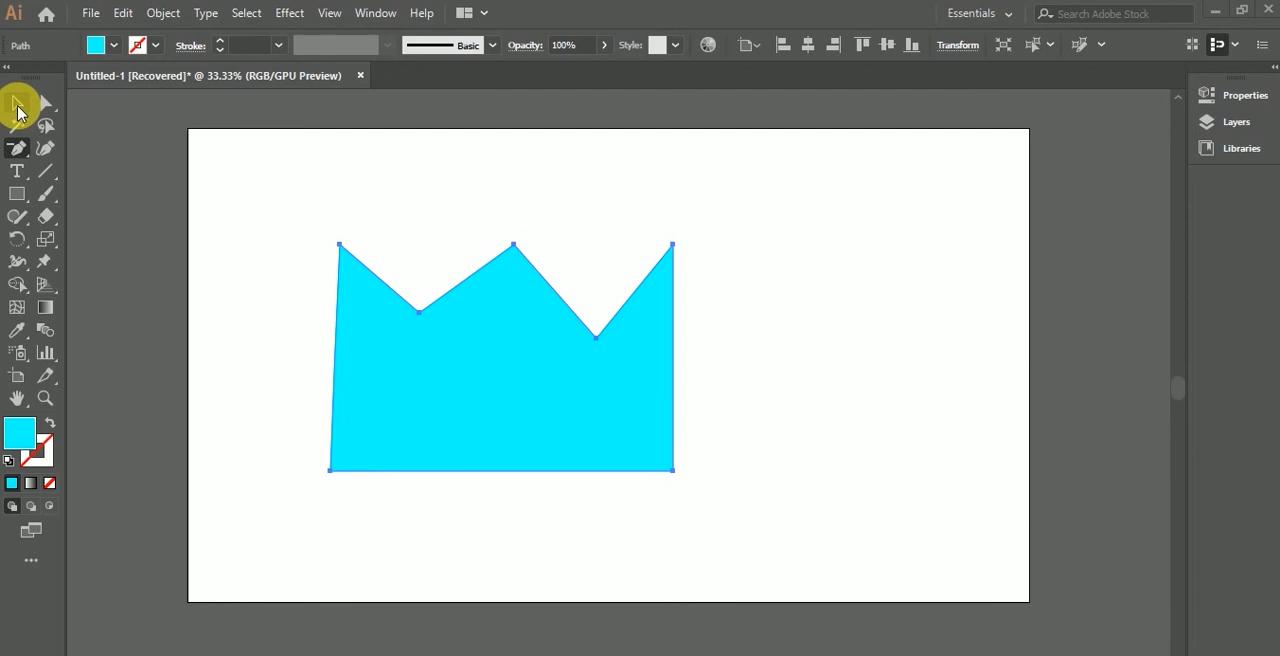 Ai File Edit Object Type Select Effect View Window Help Essentials Search Adobe Stock
Path Stroke: Basic Opacity: 100% Style: Transform
Untitled-1 [Recovered]* @ 33.33% (RGB/GPU Preview) ×
Properties
Layers
Libraries